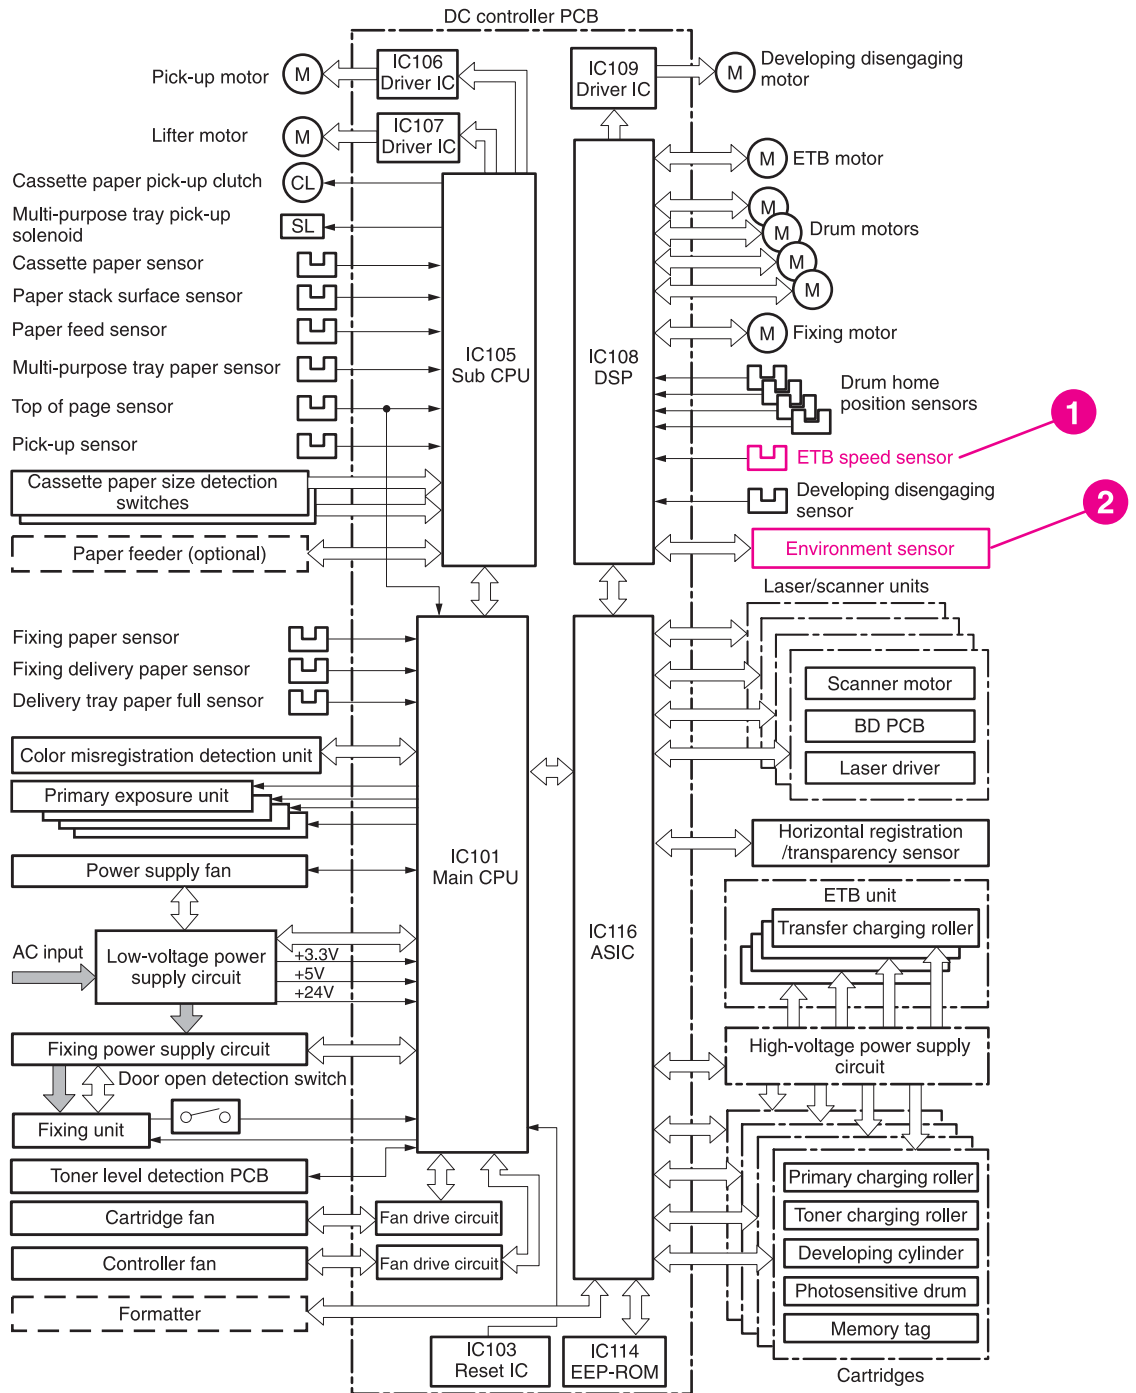 DC controller PCB
Pick-up motor
M
IC106
Driver IC
Lifter motor
M
IC107
Driver IC
Cassette paper pick-up clutch
CL
Multi-purpose tray pick-up
solenoid
SL
Cassette paper sensor
Paper stack surface sensor
Paper feed sensor
Multi-purpose tray paper sensor
Top of page sensor
Pick-up sensor
Cassette paper size detection
switches
Paper feeder (optional)
IC105
Sub CPU
IC109
Driver IC
M
Developing disengaging
motor
M
ETB motor
M
M
M
M
Drum motors
M
Fixing motor
IC108
DSP
Drum home
position sensors
1
ETB speed sensor
Developing disengaging
sensor
2
Environment sensor
Fixing paper sensor
Fixing delivery paper sensor
Delivery tray paper full sensor
Color misregistration detection unit
Primary exposure unit
Power supply fan
AC input
Low-voltage power
supply circuit
+3.3V
+5V
+24V
Fixing power supply circuit
Door open detection switch
Fixing unit
Toner level detection PCB
Cartridge fan
Fan drive circuit
Controller fan
Fan drive circuit
Formatter
IC101
Main CPU
IC116
ASIC
IC103
Reset IC
IC114
EEP-ROM
Laser/scanner units
Scanner motor
BD PCB
Laser driver
Horizontal registration
/transparency sensor
ETB unit
Transfer charging roller
High-voltage power supply
circuit
Primary charging roller
Toner charging roller
Developing cylinder
Photosensitive drum
Memory tag
Cartridges